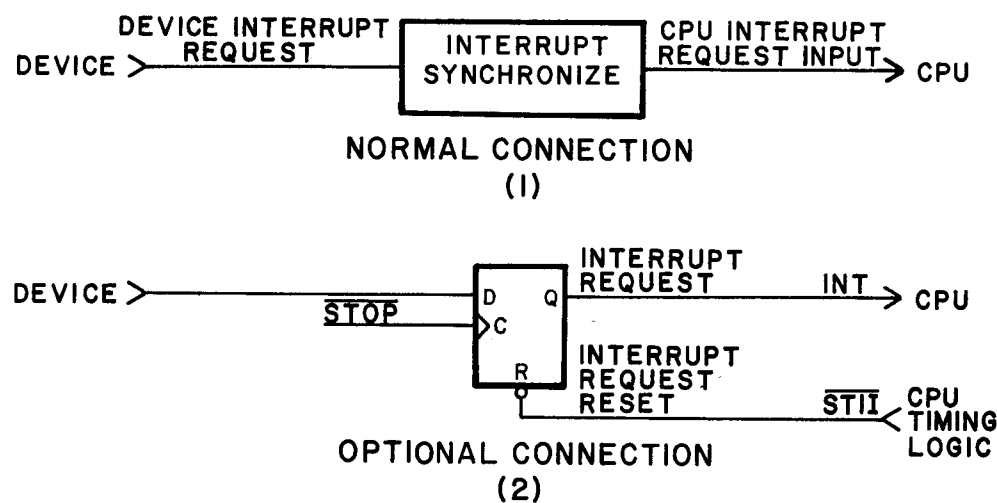 DEVICE INTERRUPT
REQUEST
DEVICE
INTERRUPT
SYNCHRONIZE
CPU INTERRUPT
REQUEST INPUT
CPU
NORMAL CONNECTION
(1)
DEVICE
STOP
D
C
Q
R
INTERRUPT
REQUEST
INT
CPU
INTERRUPT
REQUEST
RESET
STII
CPU
TIMING
LOGIC
OPTIONAL CONNECTION
(2)